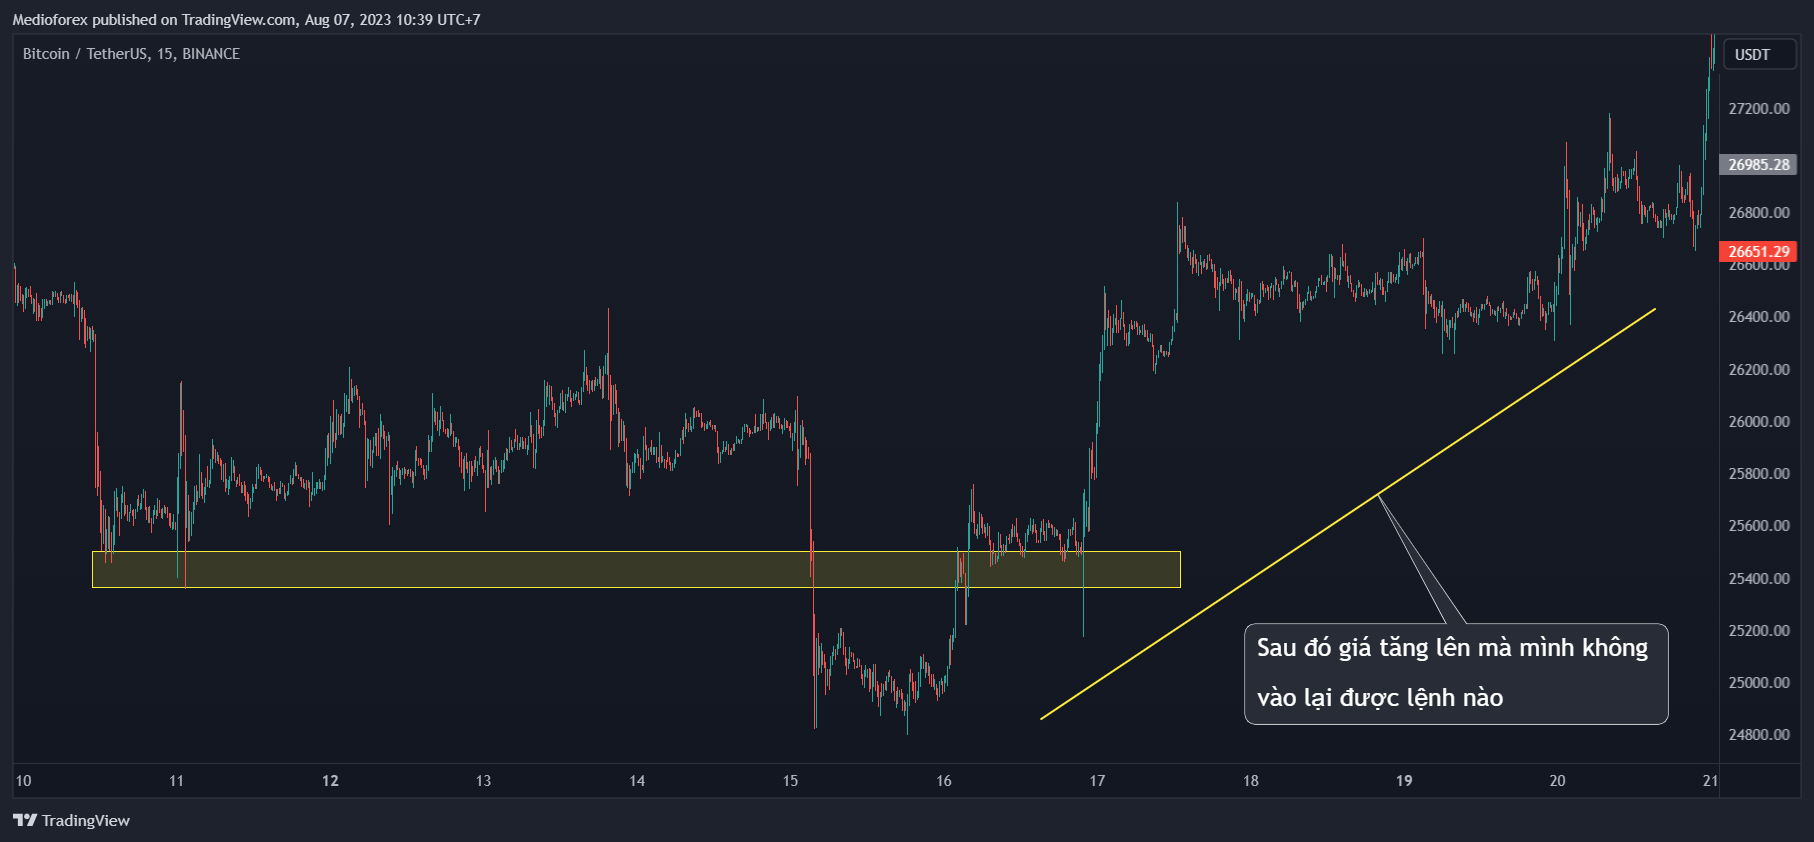 Medioforex published on TradingView.com, Aug 07, 2023 10:39 UTC+7
Bitcoin / TetherUS, 15, BINANCE
USDT
27200.00
26985.28
26800.00
26651.29
26600.00
26400.00
26200.00
26000.00
25800.00
25600.00
25400.00
25200.00
25000.00
24800.00
Sau đó giá tăng lên mà mình không
vào lại được lệnh nào
10 11 12 13 14 15 16 17 18 19 20 21
TradingView